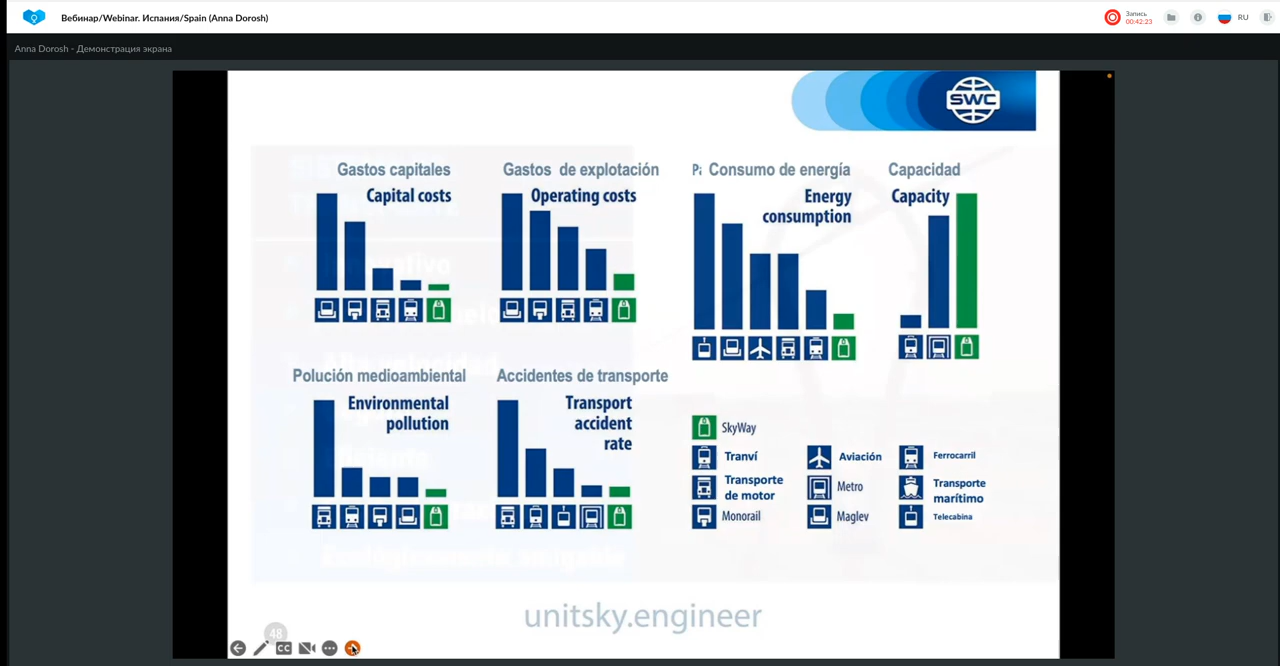 Вебинар/Webinar. Испания/Spain (Anna Dorosh)
Запись
00:42:23
RU
Anna Dorosh - Демонстрация экрана
SWC
Gastos capitales
Capital costs
Gastos de explotación
Operating costs
Consumo de energía
Energy
consumption
Capacidad
Capacity
Polución medioambiental
Environmental
pollution
Accidentes de transporte
Transport
accident
rate
SkyWay
Tranví
Aviación
Ferrocarril
Transporte
de motor
Metro
Transporte
marítimo
Monorail
Maglev
Telecabina
unitsky.engineer
48
CC